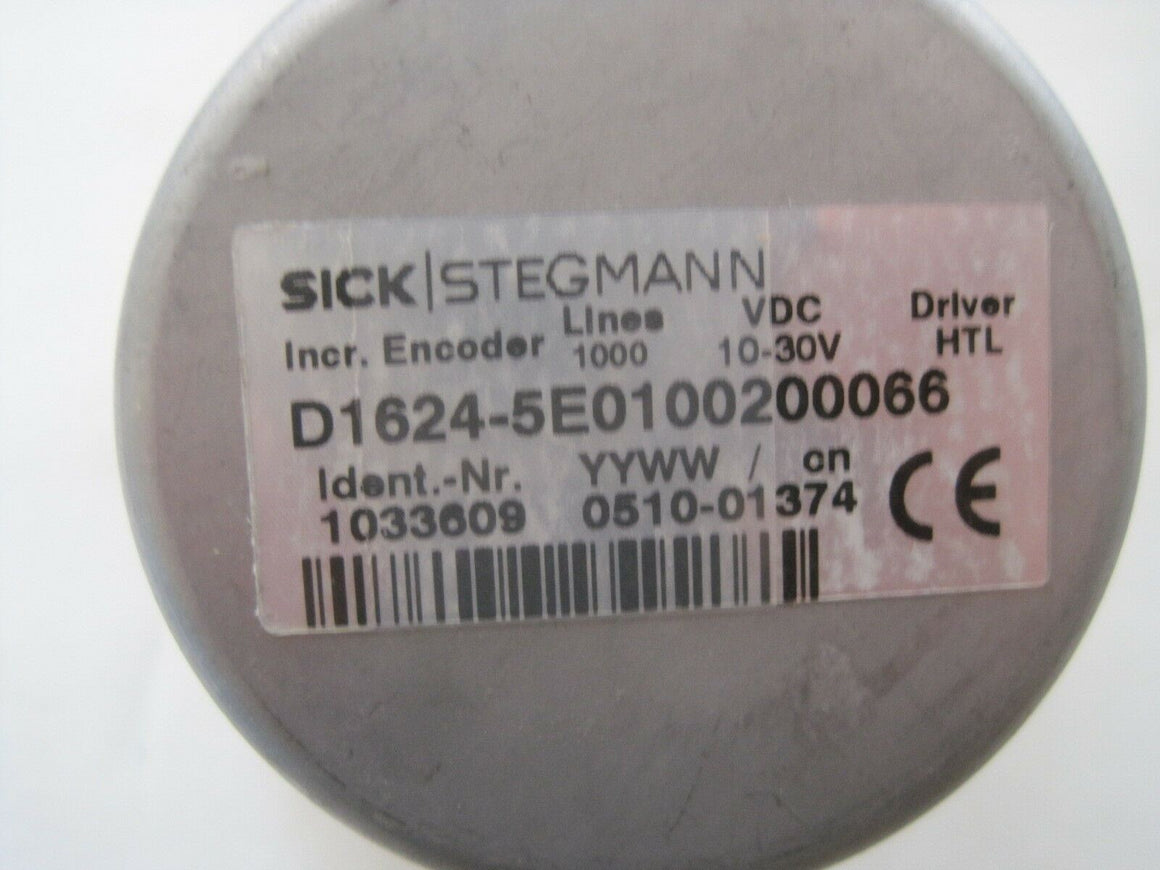 SICK|STEGMANN
Incr. Encoder Lines VDC Driver
1000 10-30V HTL
D1624-5E0100200066
Ident.-Nr. YYWW / cn
1033609 0510-01374 CE